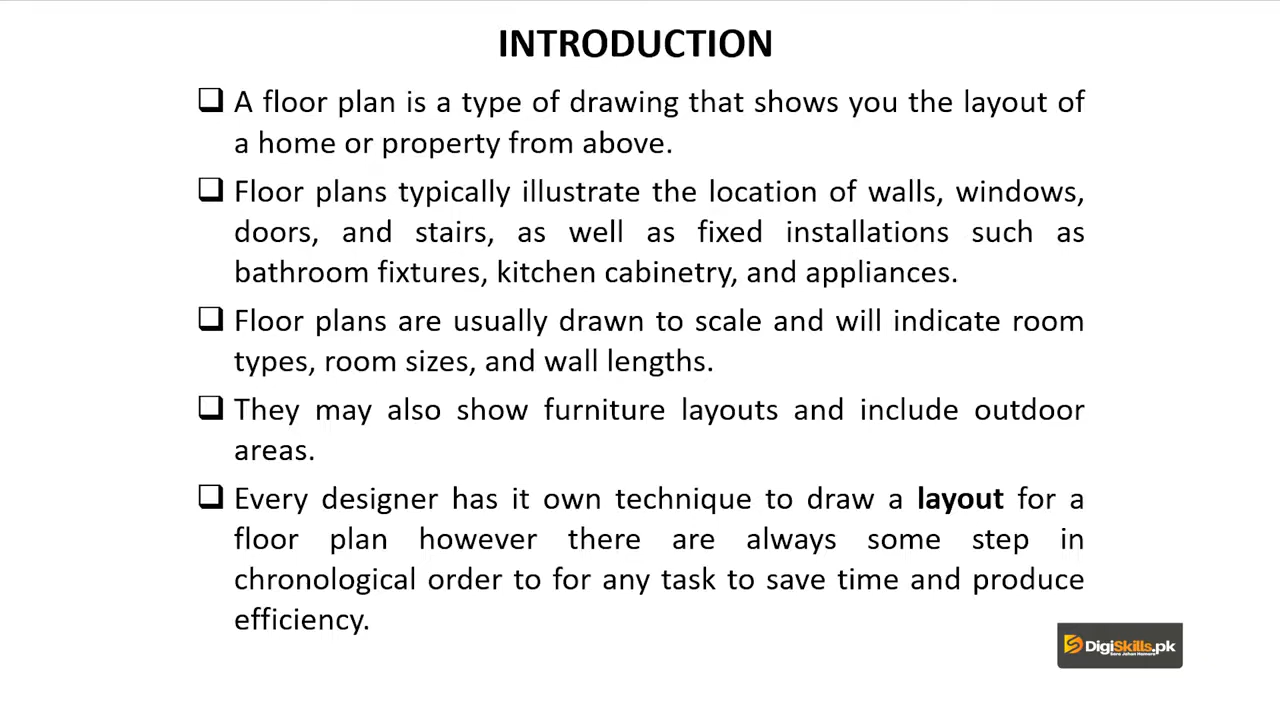 INTRODUCTION
A floor plan is a type of drawing that shows you the layout of
a home or property from above.
Floor plans typically illustrate the location of walls, windows,
doors, and stairs, as well as fixed installations such as
bathroom fixtures, kitchen cabinetry, and appliances.
Floor plans are usually drawn to scale and will indicate room
types, room sizes, and wall lengths.
They may also show furniture layouts and include outdoor
areas.
Every designer has it own technique to draw a layout for a
floor plan however there are always some step in
chronological order to for any task to save time and produce
efficiency.
DigiSkills.pk